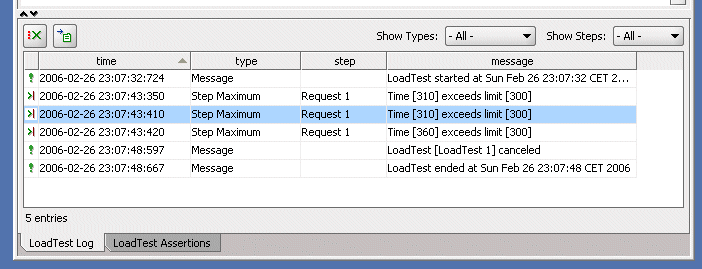 Show Types: - All - Show Steps: - All -
time type step message
2006-02-26 23:07:32:724 Message LoadTest started at Sun Feb 26 23:07:32 CET 2...
2006-02-26 23:07:43:350 Step Maximum Request 1 Time [310] exceeds limit [300]
2006-02-26 23:07:43:410 Step Maximum Request 1 Time [310] exceeds limit [300]
2006-02-26 23:07:43:420 Step Maximum Request 1 Time [360] exceeds limit [300]
2006-02-26 23:07:48:597 Message LoadTest [LoadTest 1] canceled
2006-02-26 23:07:48:667 Message LoadTest ended at Sun Feb 26 23:07:48 CET 2006
5 entries
LoadTest Log LoadTest Assertions